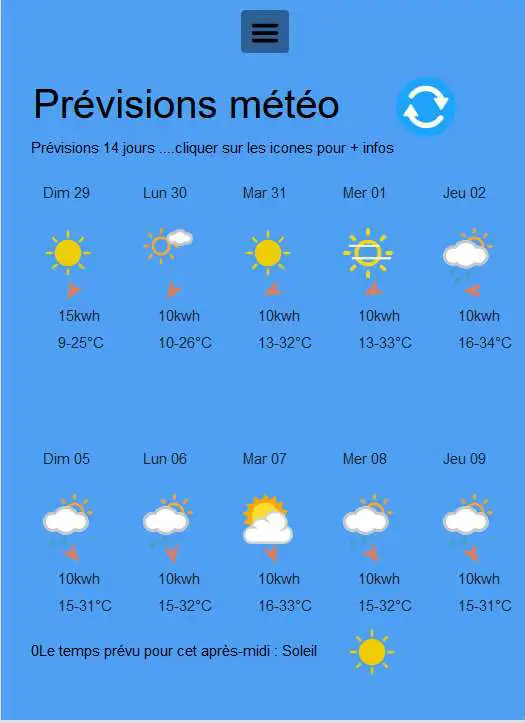 Prévisions météo
Prévisions 14 jours ....cliquer sur les icones pour + infos
Dim 29 Lun 30 Mar 31 Mer 01 Jeu 02
15kwh 10kwh 10kwh 10kwh 10kwh
9-25°C 10-26°C 13-32°C 13-33°C 16-34°C
Dim 05 Lun 06 Mar 07 Mer 08 Jeu 09
10kwh 10kwh 10kwh 10kwh 10kwh
15-31°C 15-32°C 16-33°C 15-32°C 15-31°C
0Le temps prévu pour cet après-midi : Soleil